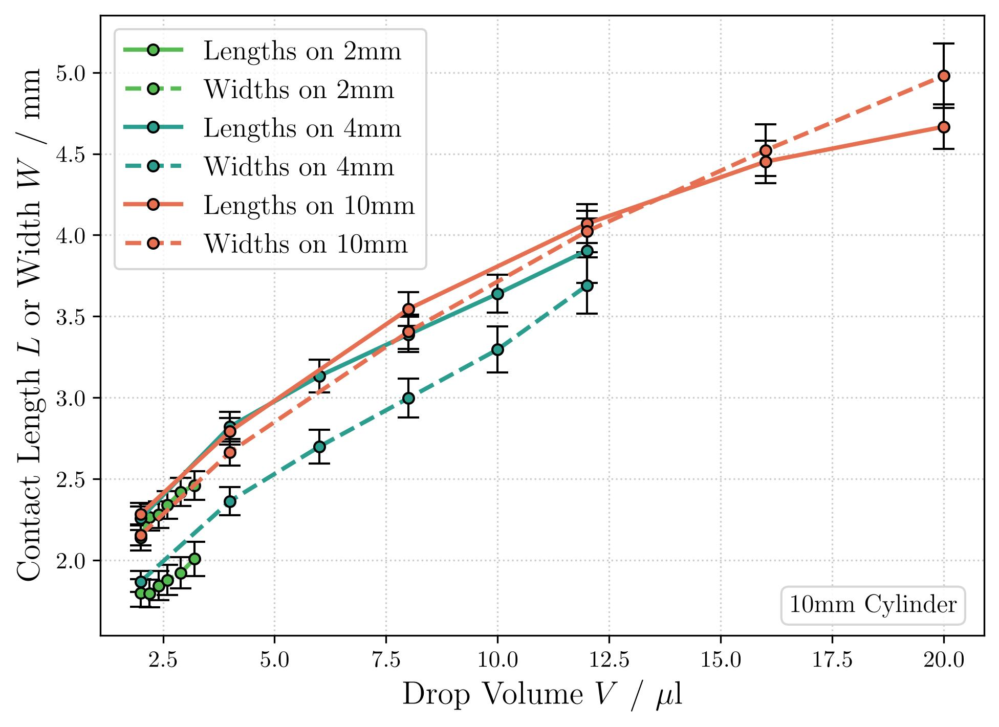 Lengths on 2mm
Widths on 2mm
Lengths on 4mm
Widths on 4mm
Lengths on 10mm
Widths on 10mm
Contact Length L or Width W / mm
5.0
4.5
4.0
3.5
3.0
2.5
2.0
10mm Cylinder
2.5 5.0 7.5 10.0 12.5 15.0 17.5 20.0
Drop Volume V / μl